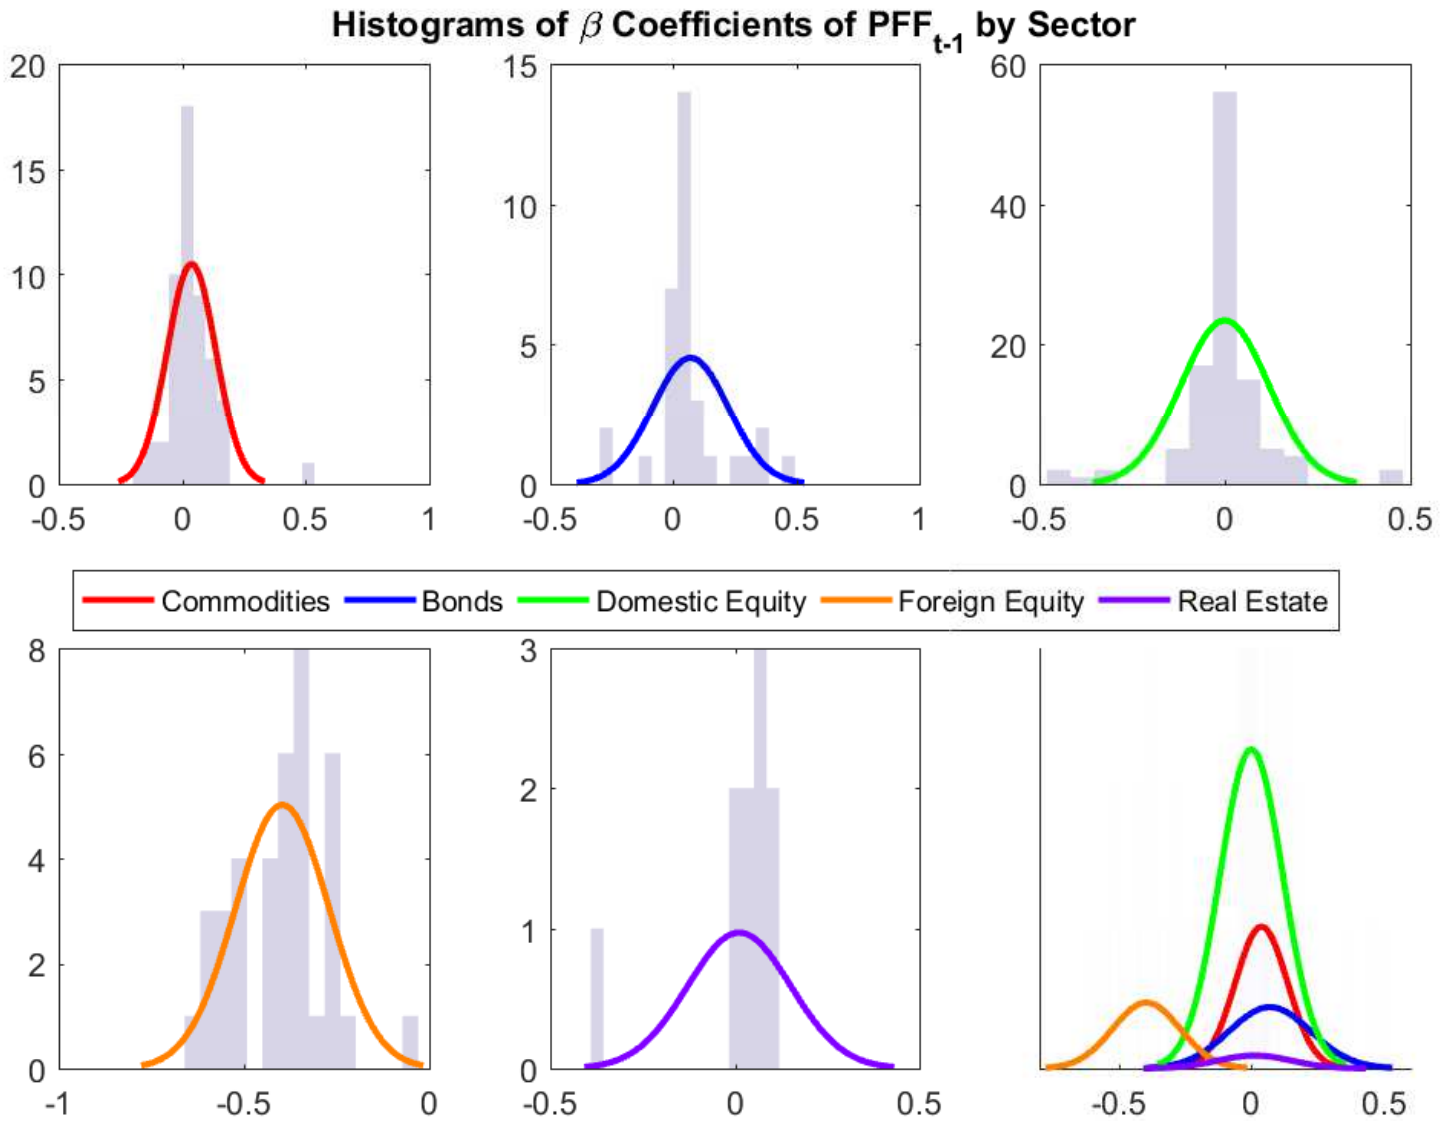 Histograms of β Coefficients of PFF_t-1 by Sector
20 15 60
15
10 40
10
5 20
5
0 0 0
-0.5 0 0.5 1 -0.5 0 0.5 1 -0.5 0 0.5
Commodities Bonds Domestic Equity Foreign Equity Real Estate
8 3
6
2
4
1
2
0 0
-1 -0.5 0 -0.5 0 0.5 -0.5 0 0.5